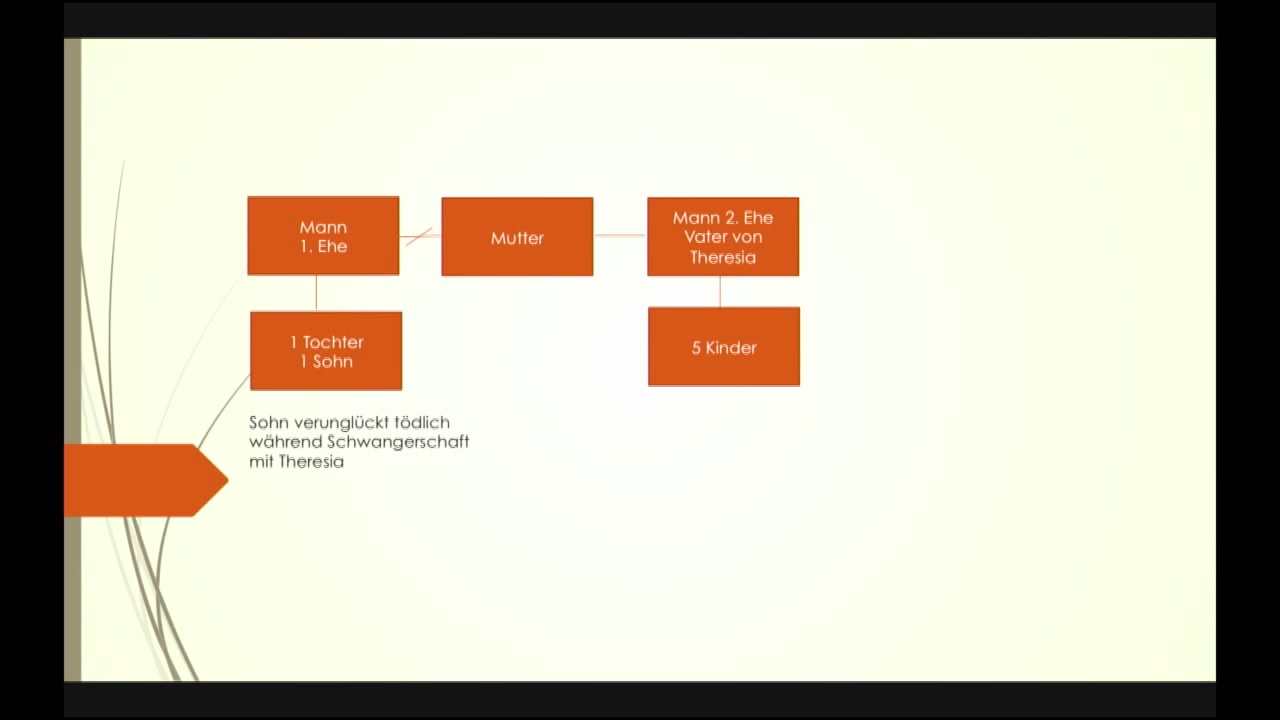 Mann
1. Ehe
Mutter
Mann 2. Ehe
Vater von
Theresia
1 Tochter
1 Sohn
5 Kinder
Sohn verunglückt tödlich
während Schwangerschaft
mit Theresia